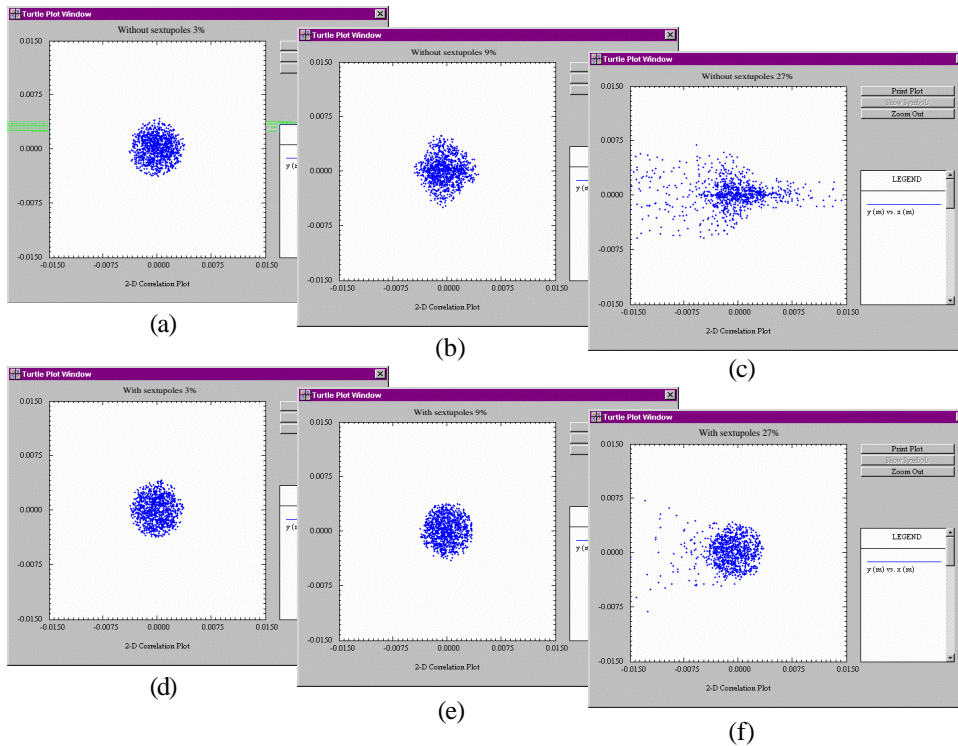 Turtle Plot Window
Without sextupoles 3%
0.0150
0.0075
0.0000
-0.0075
-0.0150
-0.0150 -0.0075 0.0000 0.0075 0.0150
2-D Correlation Plot
(a)
Turtle Plot Window
Without sextupoles 9%
0.0150
0.0075
0.0000
-0.0075
-0.0150
-0.0150 -0.0075 0.0000 0.0075 0.0150
2-D Correlation Plot
(b)
Turtle Plot Window
Without sextupoles 27%
0.0150
0.0075
0.0000
-0.0075
-0.0150
-0.0150 -0.0075 0.0000 0.0075 0.0150
2-D Correlation Plot
Print Plot
Show Symbols
Zoom Out
LEGEND
y (m) vs. x (m)
(c)
Turtle Plot Window
With sextupoles 3%
0.0150
0.0075
0.0000
-0.0075
-0.0150
-0.0150 -0.0075 0.0000 0.0075 0.0150
2-D Correlation Plot
(d)
Turtle Plot Window
With sextupoles 9%
0.0150
0.0075
0.0000
-0.0075
-0.0150
-0.0150 -0.0075 0.0000 0.0075 0.0150
2-D Correlation Plot
(e)
Turtle Plot Window
With sextupoles 27%
0.0150
0.0075
0.0000
-0.0075
-0.0150
-0.0150 -0.0075 0.0000 0.0075 0.0150
2-D Correlation Plot
Print Plot
Show Symbols
Zoom Out
LEGEND
y (m) vs. x (m)
(f)